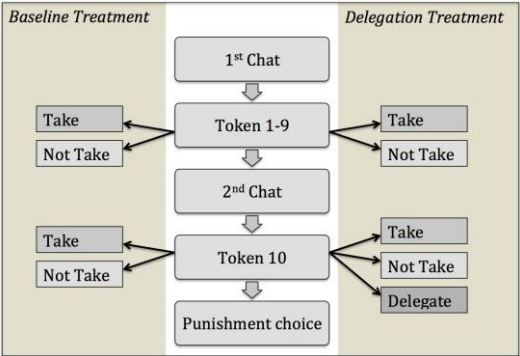 Baseline Treatment
Delegation Treatment
1st Chat
Take
Token 1-9
Take
Not Take
Not Take
2nd Chat
Take
Token 10
Take
Not Take
Not Take
Delegate
Punishment choice